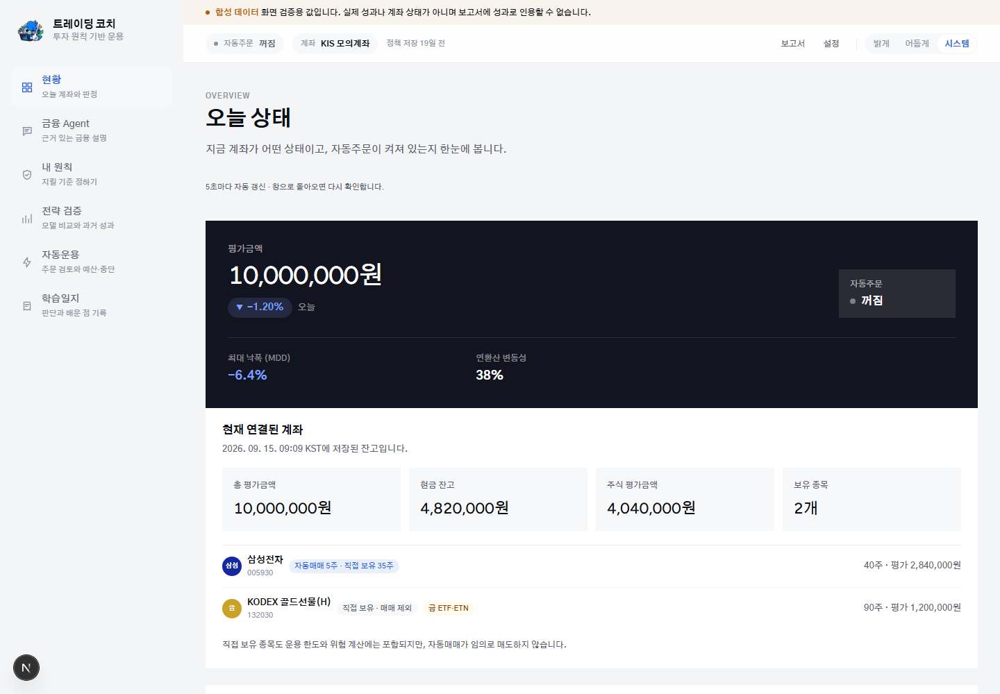 트레이딩 코치
투자 원칙 기반 운용
합성 데이터 화면 검증용 값입니다. 실제 성과나 계좌 상태가 아니며 보고서에 성과로 인용할 수 없습니다.
자동주문 꺼짐
계좌 KIS 모의계좌
정책 저장 19일 전
보고서
설정
밝게
어둡게
시스템
현황
오늘 계좌와 판정
금융 Agent
근거 있는 금융 설명
내 원칙
지킬 기준 정하기
전략 검증
모델 비교와 과거 성과
자동운용
주문 검토와 예산·중단
학습일지
판단과 배운 점 기록
OVERVIEW
오늘 상태
지금 계좌가 어떤 상태이고, 자동주문이 켜져 있는지 한눈에 봅니다.
5초마다 자동 갱신 · 창으로 돌아오면 다시 확인합니다.
평가금액
10,000,000원
▼ −1.20% 오늘
자동주문
꺼짐
최대 낙폭 (MDD)
−6.4%
연환산 변동성
38%
현재 연결된 계좌
2026. 09. 15. 09:09 KST에 저장된 잔고입니다.
총 평가금액
10,000,000원
현금 잔고
4,820,000원
주식 평가금액
4,040,000원
보유 종목
2개
삼성
삼성전자
005930
자동매매 5주 · 직접 보유 35주
40주 · 평가 2,840,000원
금
KODEX 골드선물(H)
132030
직접 보유 · 매매 제외
금 ETF·ETN
90주 · 평가 1,200,000원
직접 보유 종목도 운용 한도와 위험 계산에는 포함되지만, 자동매매가 임의로 매도하지 않습니다.
N